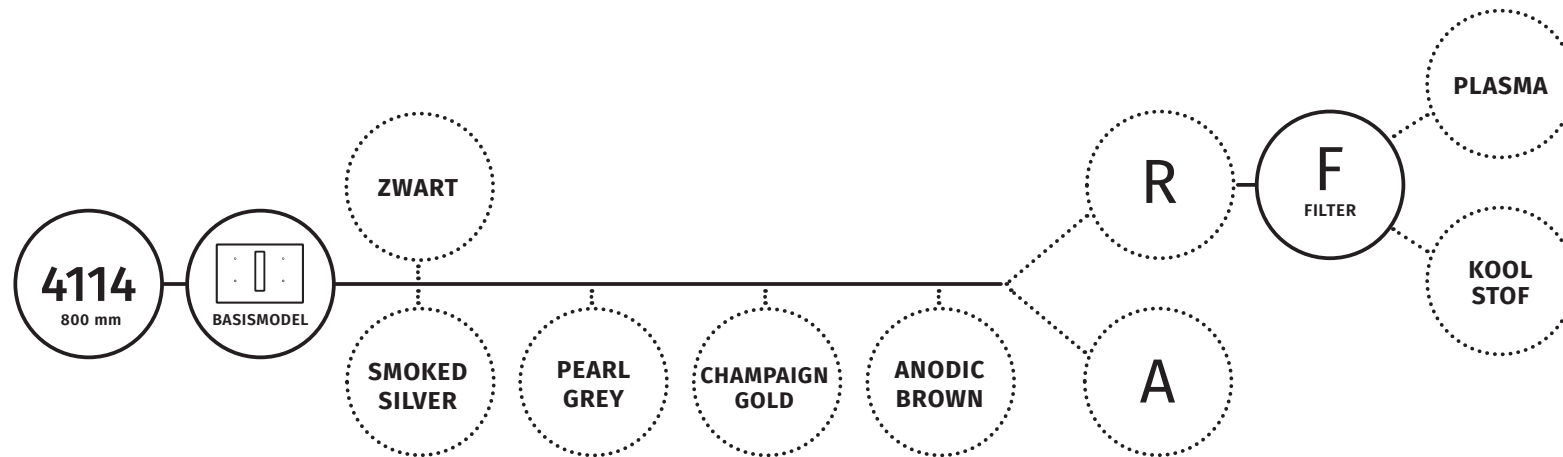 4114
800 mm
BASISMODEL
ZWART
SMOKED
SILVER
PEARL
GREY
CHAMPAIGN
GOLD
ANODIC
BROWN
R
A
F
FILTER
PLASMA
KOOL
STOF